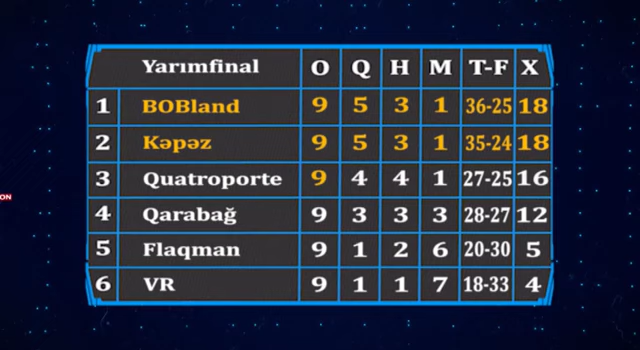 Yarımfinal O Q H M T-F X
1 BOBland 9 5 3 1 36-25 18
2 Kəpəz 9 5 3 1 35-24 18
3 Quatroporte 9 4 4 1 27-25 16
4 Qarabağ 9 3 3 3 28-27 12
5 Flaqman 9 1 2 6 20-30 5
6 VR 9 1 1 7 18-33 4
ON